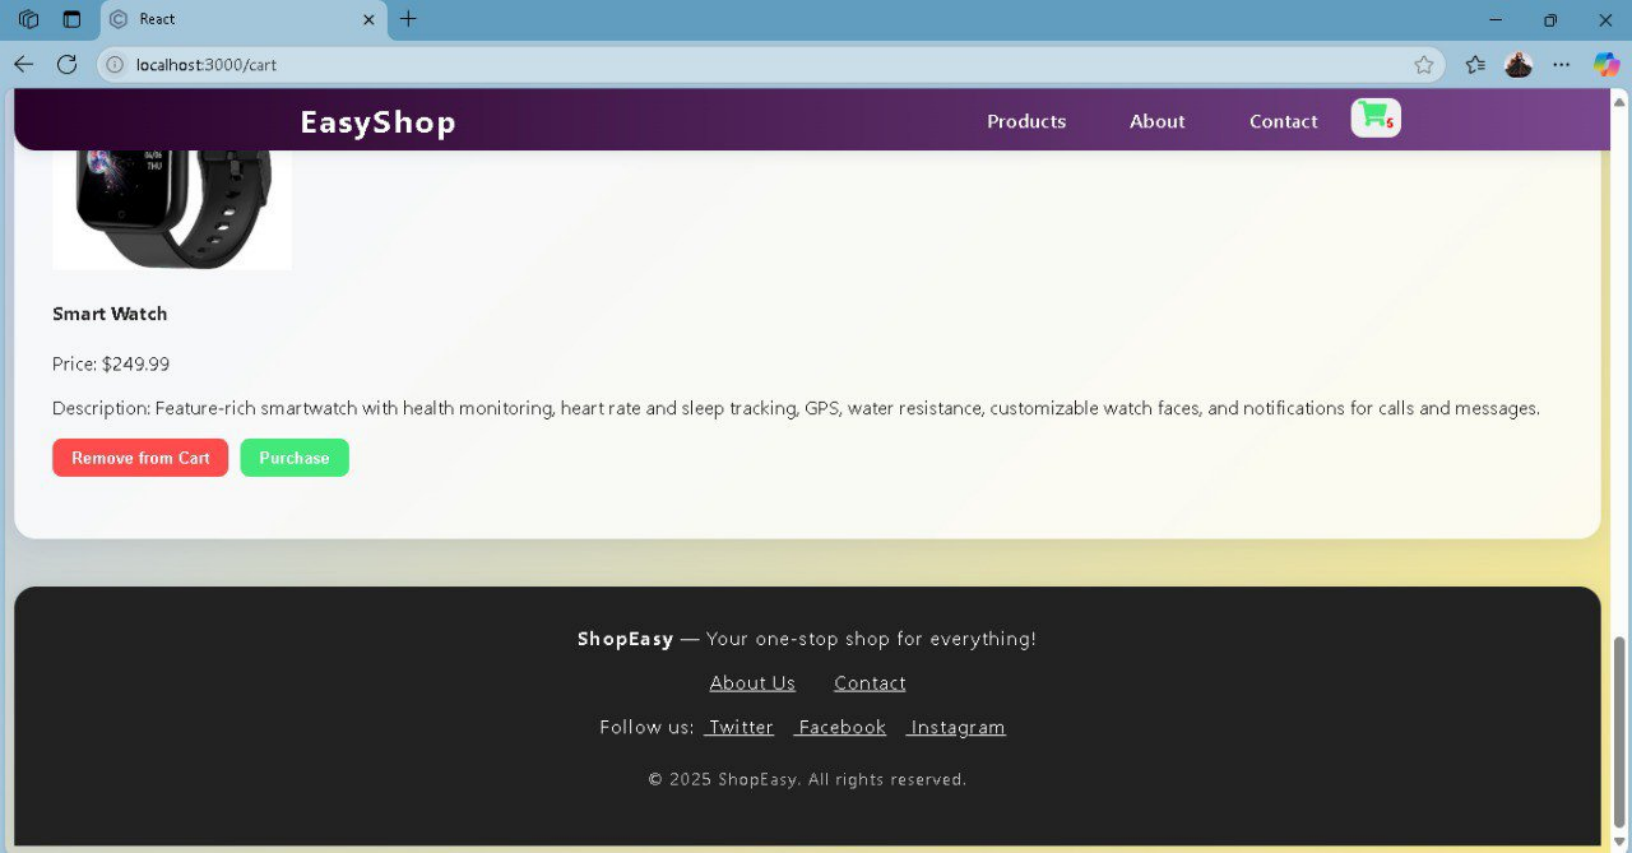 React
localhost:3000/cart
EasyShop
Products
About
Contact
5
04/06
THU
Smart Watch
Price: $249.99
Description: Feature-rich smartwatch with health monitoring, heart rate and sleep tracking, GPS, water resistance, customizable watch faces, and notifications for calls and messages.
Remove from Cart
Purchase
ShopEasy — Your one-stop shop for everything!
About Us Contact
Follow us: Twitter Facebook Instagram
© 2025 ShopEasy. All rights reserved.